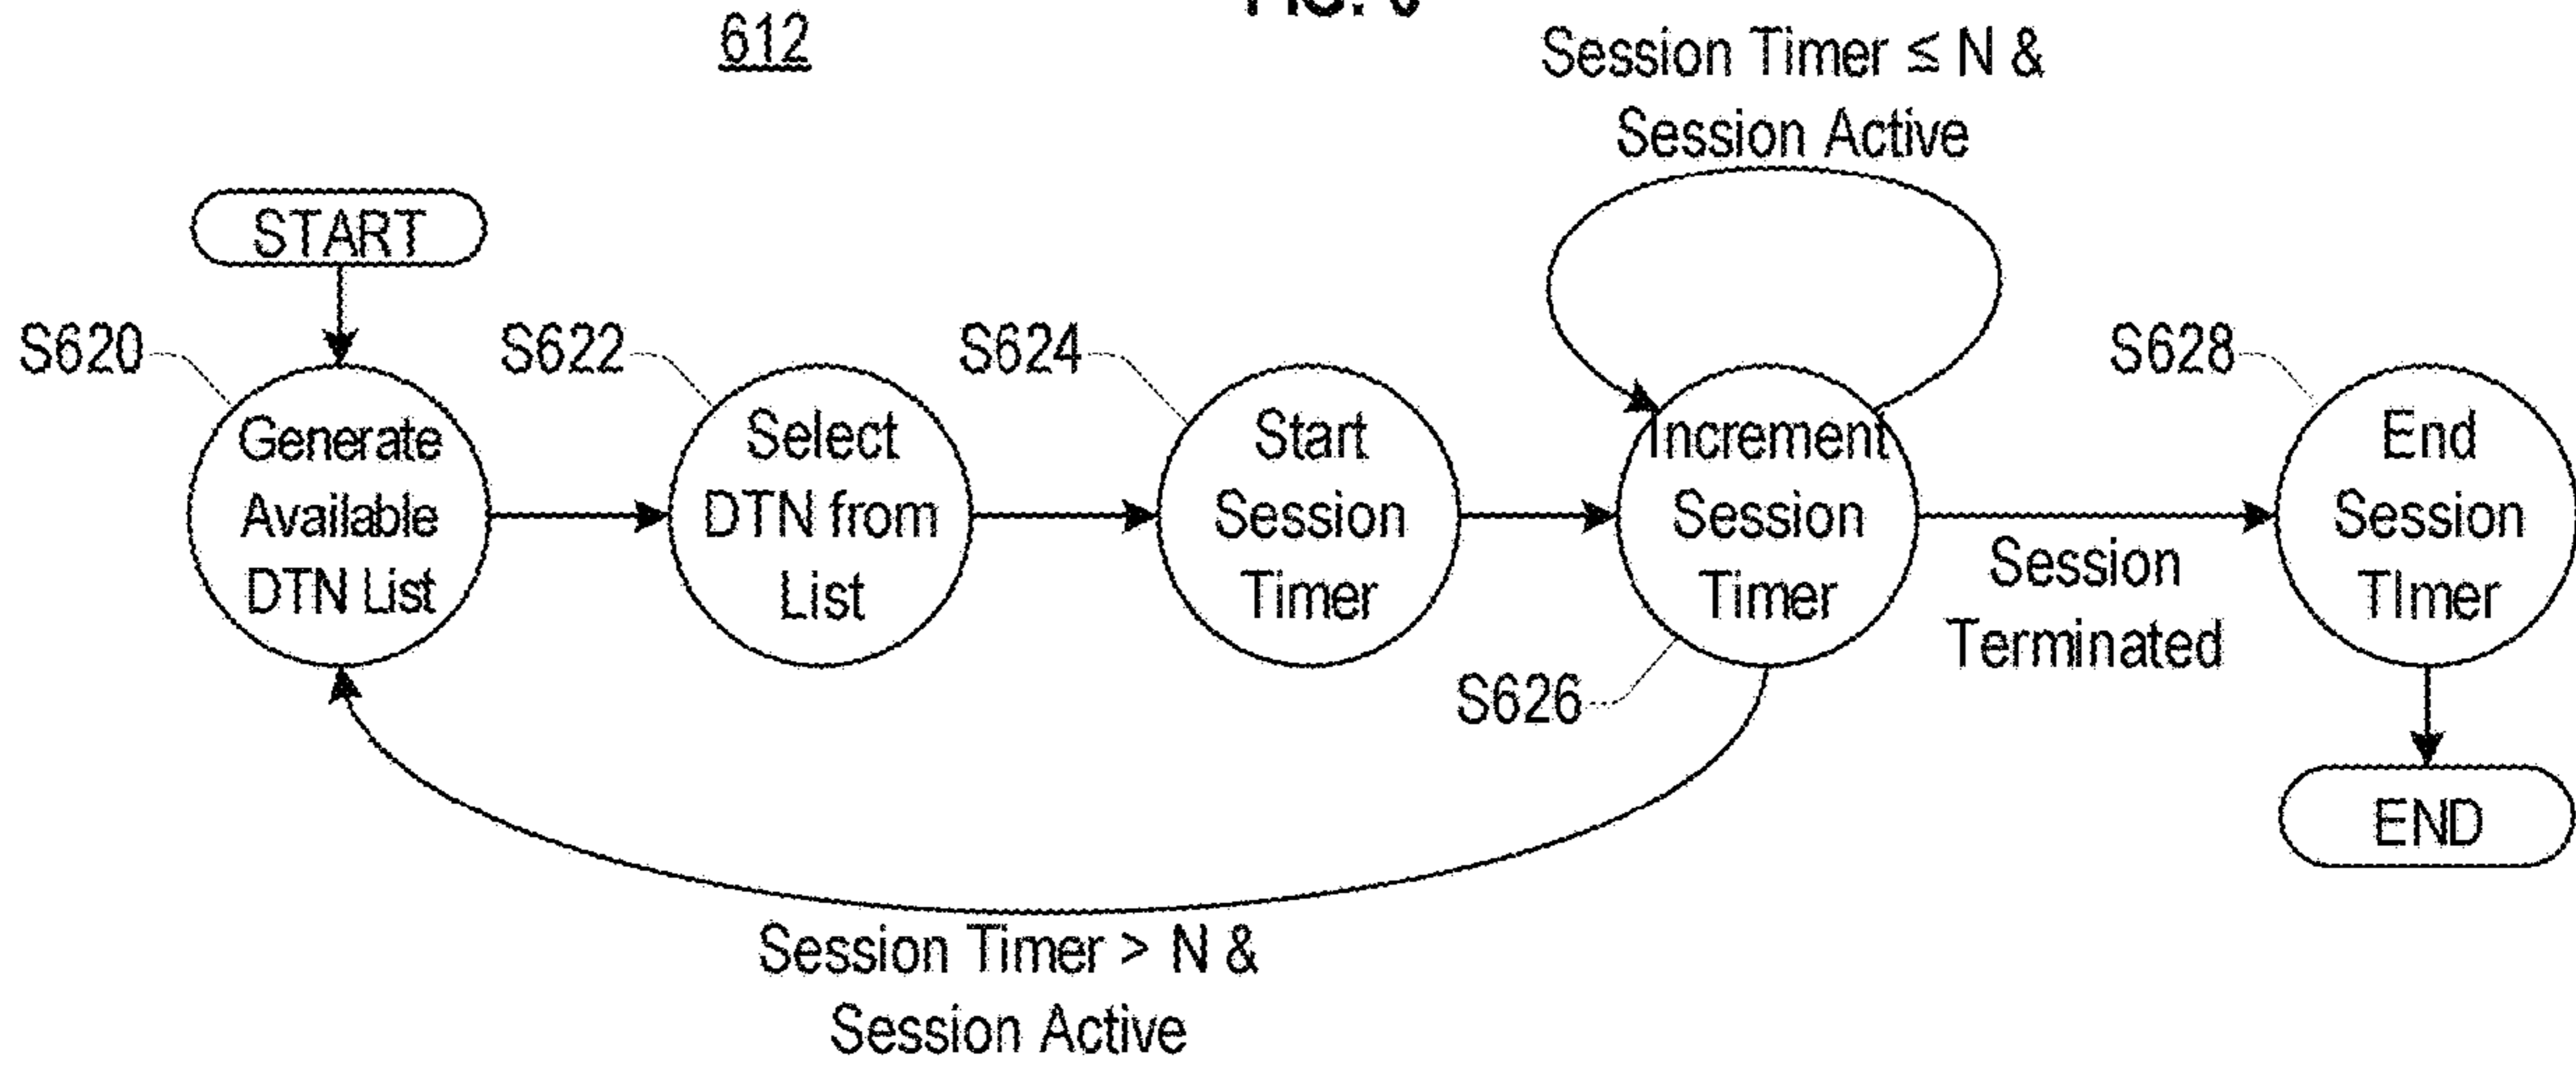 612
Session Timer ≤ N &
Session Active
START
S620
S622
S624
S628
Generate
Available
DTN List
Select
DTN from
List
Start
Session
Timer
Increment
Session
Timer
End
Session
TImer
Session
Terminated
S626
END
Session Timer > N &
Session Active